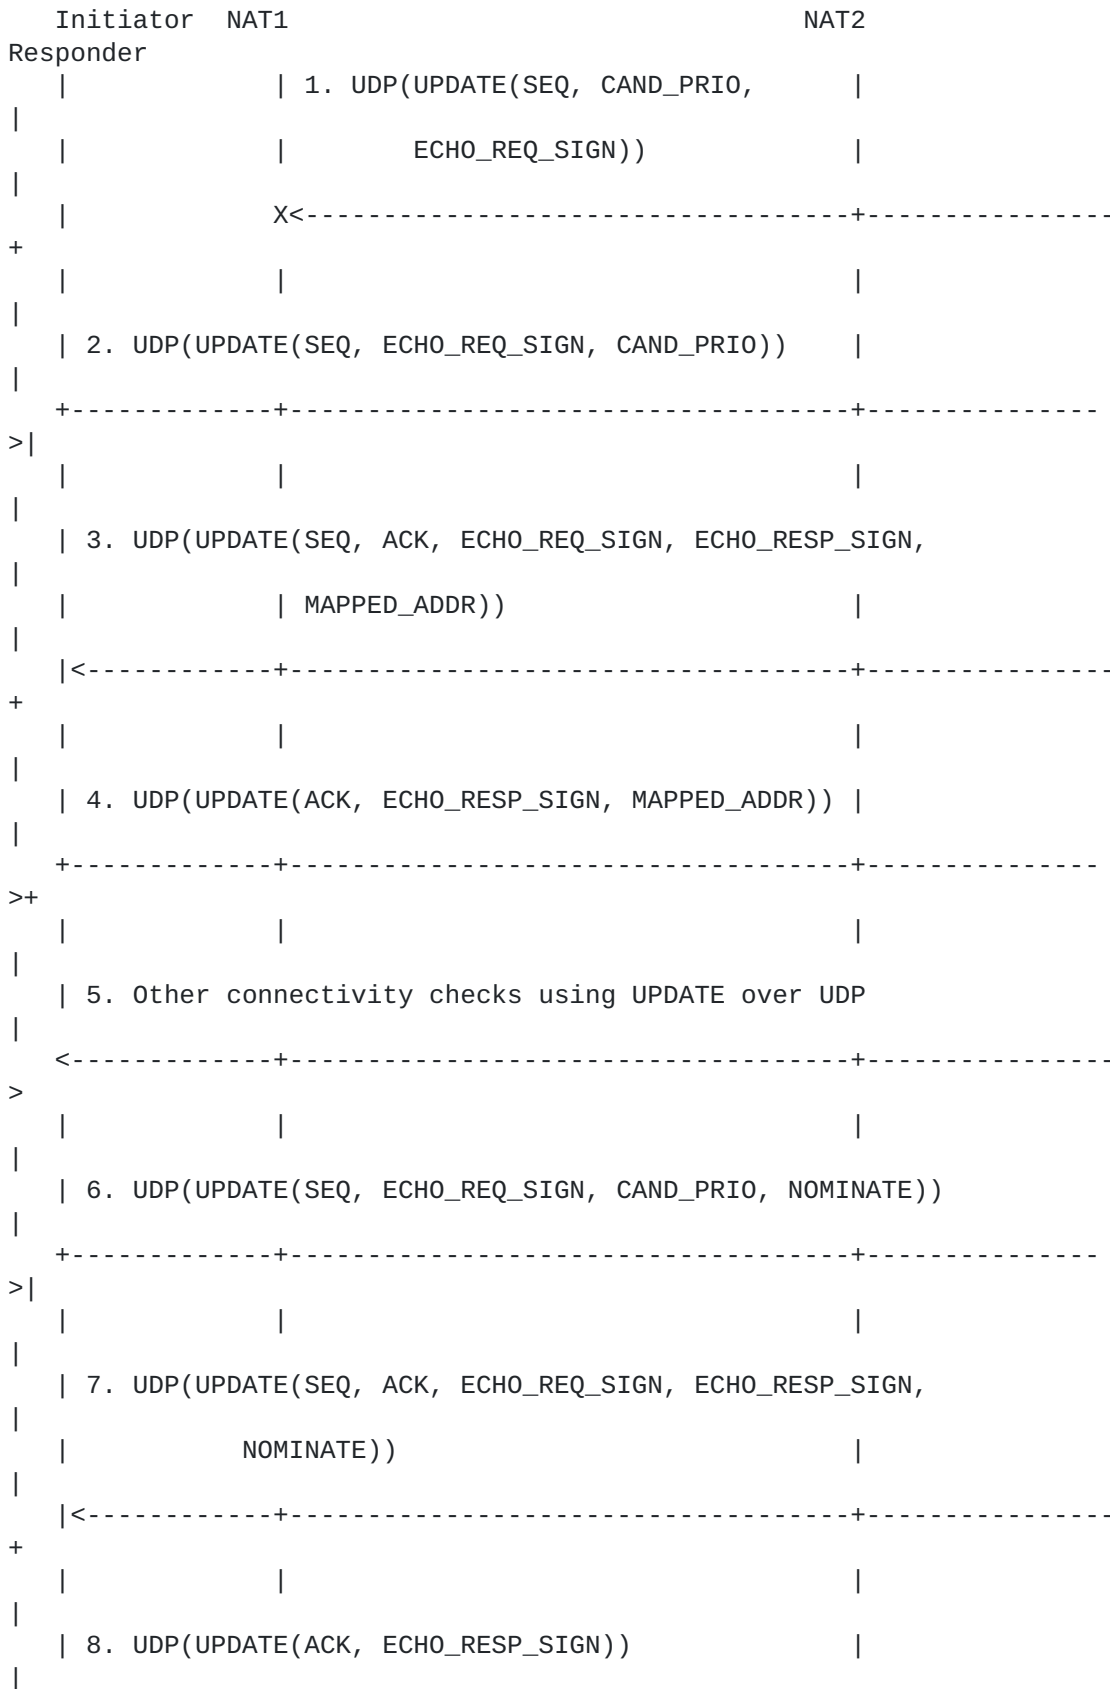 Initiator  NAT1                                 NAT2
Responder
   |             | 1. UDP(UPDATE(SEQ, CAND_PRIO,      |
|
   |             |        ECHO_REQ_SIGN))             |
|
   |             X<-----------------------------------+----------------
+
   |             |                                    |
|
   | 2. UDP(UPDATE(SEQ, ECHO_REQ_SIGN, CAND_PRIO))    |
|
   +-------------+------------------------------------+---------------
>|
   |             |                                    |
|
   | 3. UDP(UPDATE(SEQ, ACK, ECHO_REQ_SIGN, ECHO_RESP_SIGN,
|
   |             | MAPPED_ADDR))                      |
|
   |<------------+------------------------------------+----------------
+
   |             |                                    |
|
   | 4. UDP(UPDATE(ACK, ECHO_RESP_SIGN, MAPPED_ADDR)) |
|
   +-------------+------------------------------------+---------------
>+
   |             |                                    |
|
   | 5. Other connectivity checks using UPDATE over UDP
|
   <-------------+------------------------------------+----------------
>
   |             |                                    |
|
   | 6. UDP(UPDATE(SEQ, ECHO_REQ_SIGN, CAND_PRIO, NOMINATE))
|
   +-------------+------------------------------------+---------------
>|
   |             |                                    |
|
   | 7. UDP(UPDATE(SEQ, ACK, ECHO_REQ_SIGN, ECHO_RESP_SIGN,
|
   |           NOMINATE))                             |
|
   |<------------+------------------------------------+----------------
+
   |             |                                    |
|
   | 8. UDP(UPDATE(ACK, ECHO_RESP_SIGN))              |
|